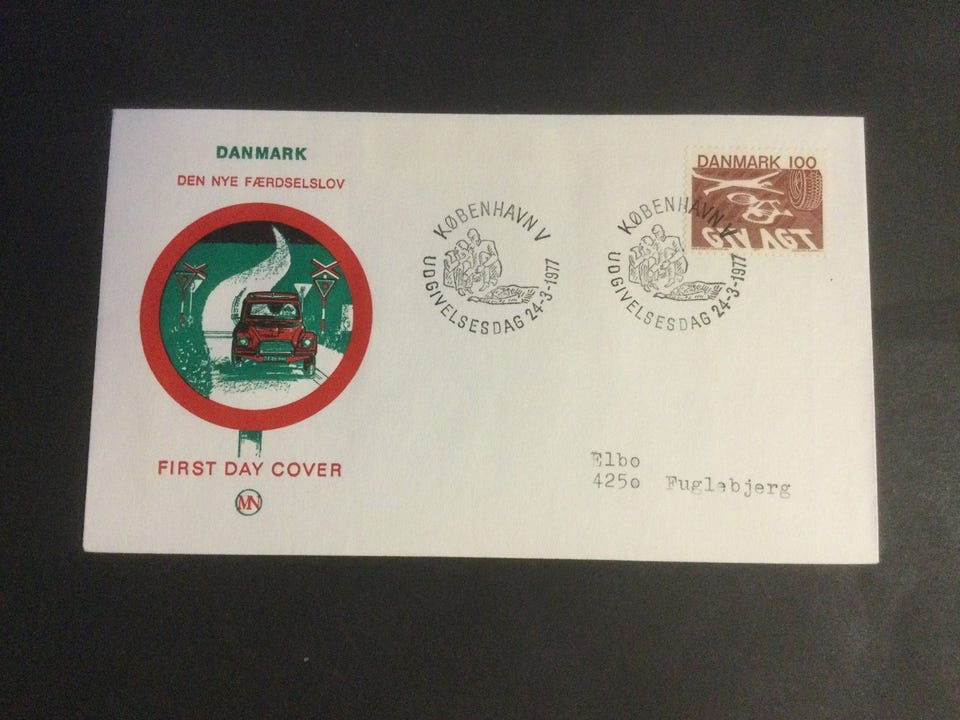 DANMARK
DEN NYE FÆRDSELSLOV
FIRST DAY COVER
MN
KØBENHAVN V
UDGIVELSESDAG 24-3-1977
KØBENHAVN V
UDGIVELSESDAG 24-3-1977
DANMARK 100
GIV AGT
Elbo
425o Fuglebjerg